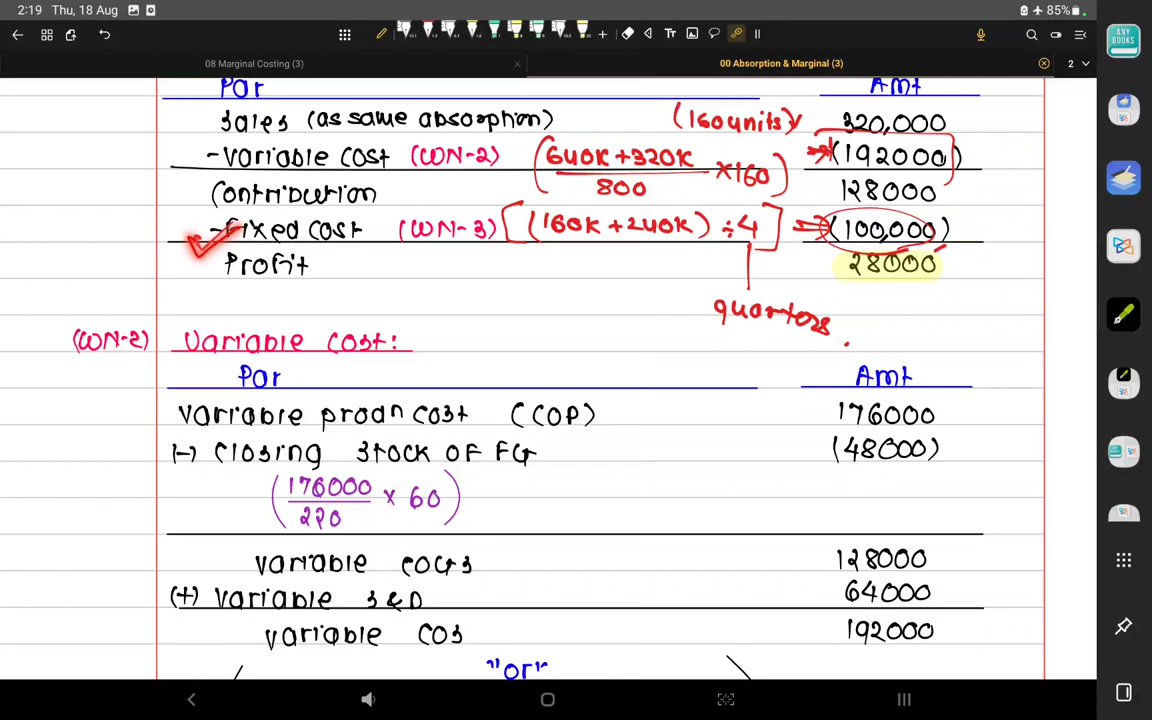 2:19 Thu, 18 Aug
85%
08 Marginal Costing (3)
00 Absorption & Marginal (3)
2
ANY BOOKS
Par Amt
Sales (as same absorption) (160 units) 320,000
-Variable cost (WN-2) (640K+320K / 800 × 160) ⇒ (192000)
Contribution 128000
-Fixed cost (WN-3) [(160K+240K) ÷ 4] ⇒ (100,000)
Profit 28000
quarters
(WN-2) Variable Cost:
Par Amt
Variable prodn cost (COP) 176000
(-) Closing Stock OF FG (48000)
(176000 / 220 × 60)
Variable COGS 128000
(+) Variable S&D 64000
Variable COS 192000
"or"